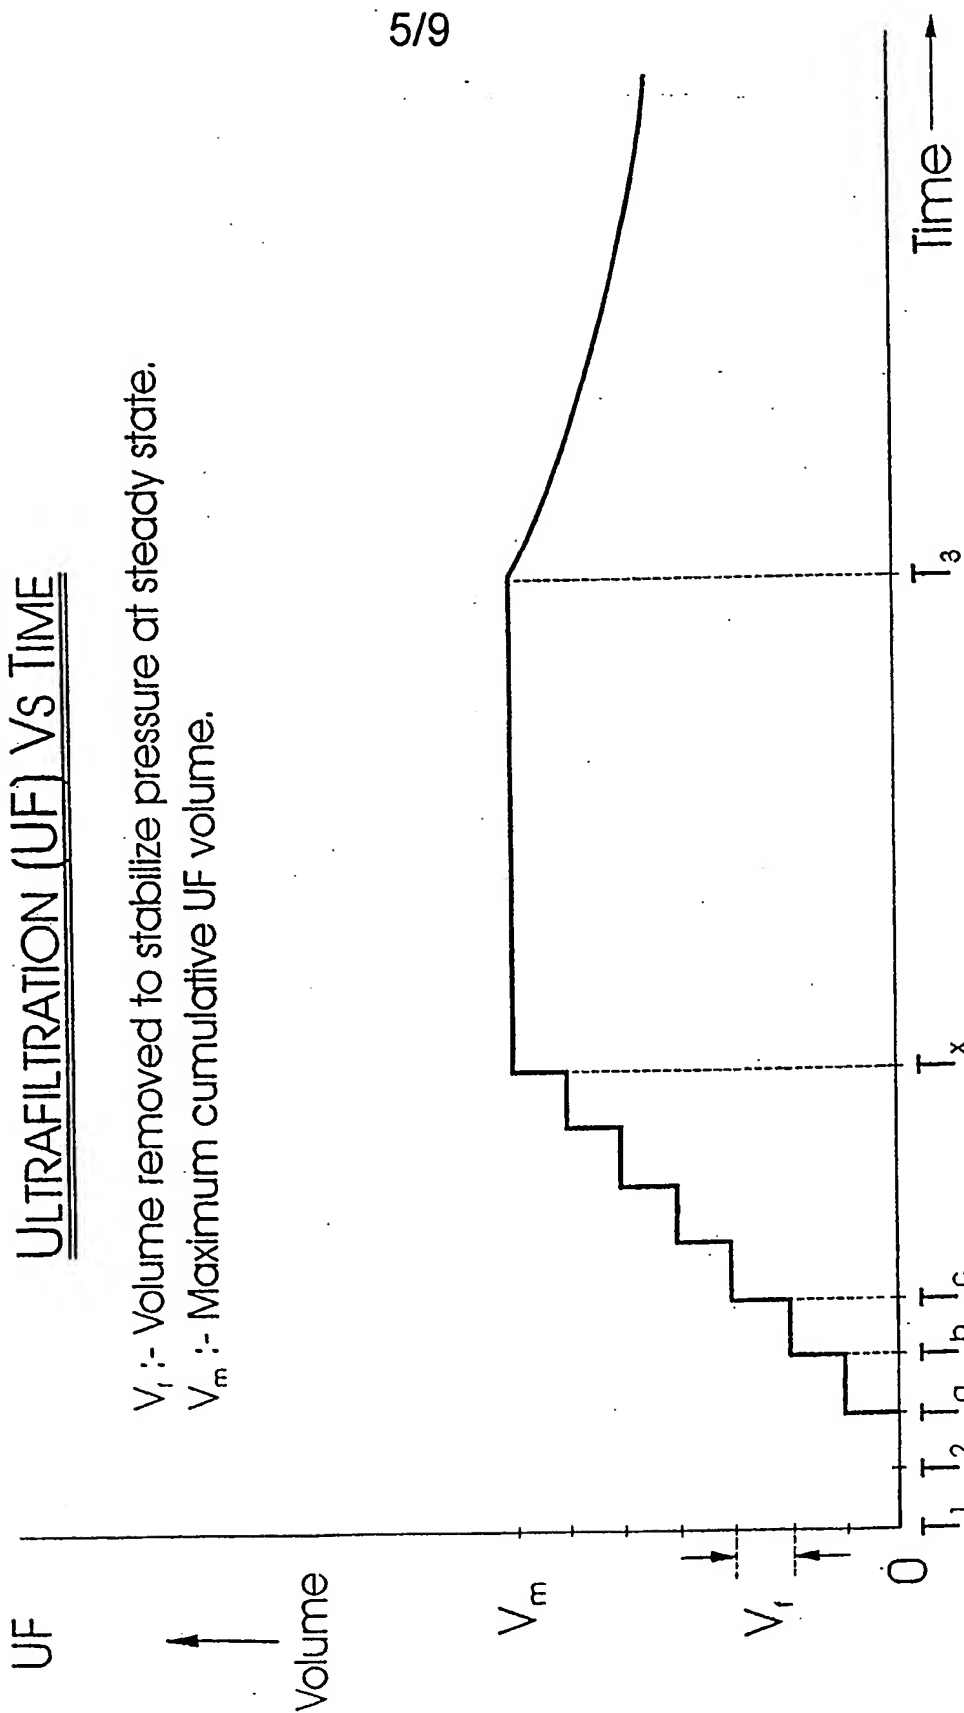 5/9
ULTRAFILTRATION (UF) VS TIME
Vf :- Volume removed to stabilize pressure at steady state.
Vm :- Maximum cumulative UF volume.
UF
Volume
Vm
Vf
0
T1 T2 Ta Tb Tc Tx T3
Time